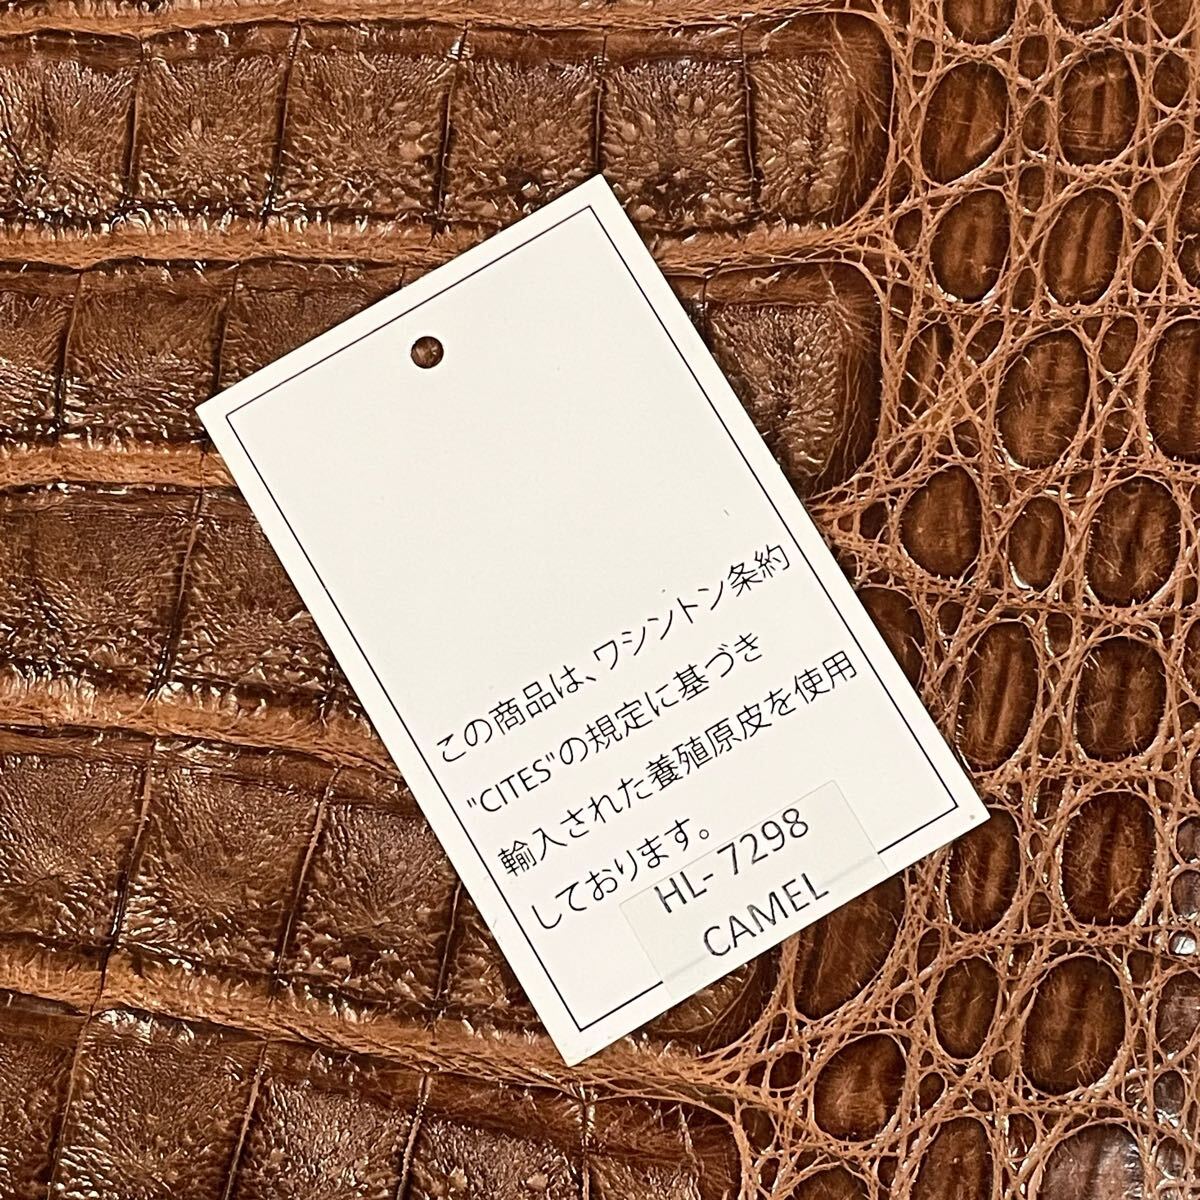 この商品は、ワシントン条約
"CITES"の規定に基づき
輸入された養殖原皮を使用
しております。
HL- 7298
CAMEL